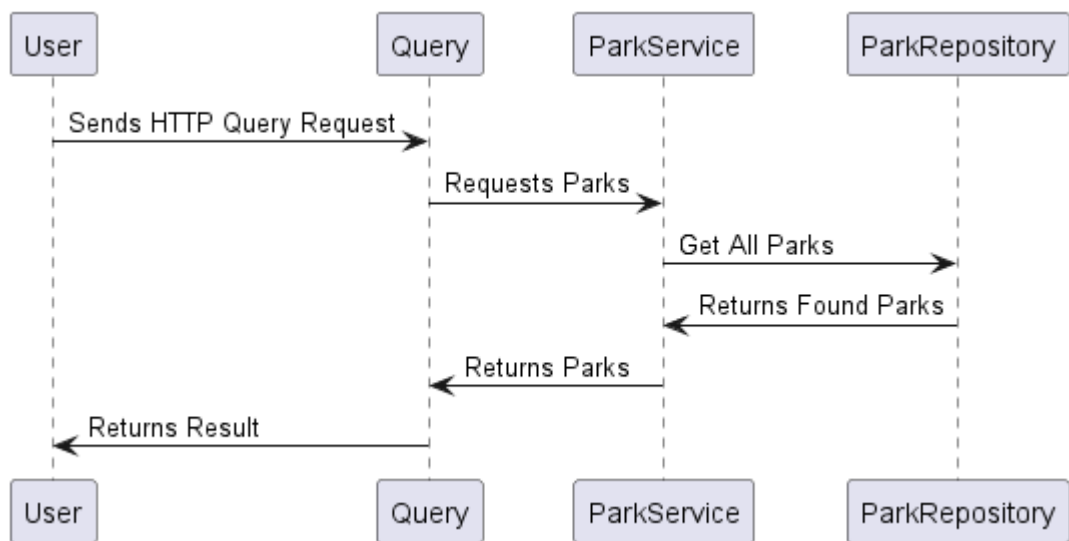 User Query ParkService ParkRepository
Sends HTTP Query Request
Requests Parks
Get All Parks
Returns Found Parks
Returns Parks
Returns Result
User Query ParkService ParkRepository